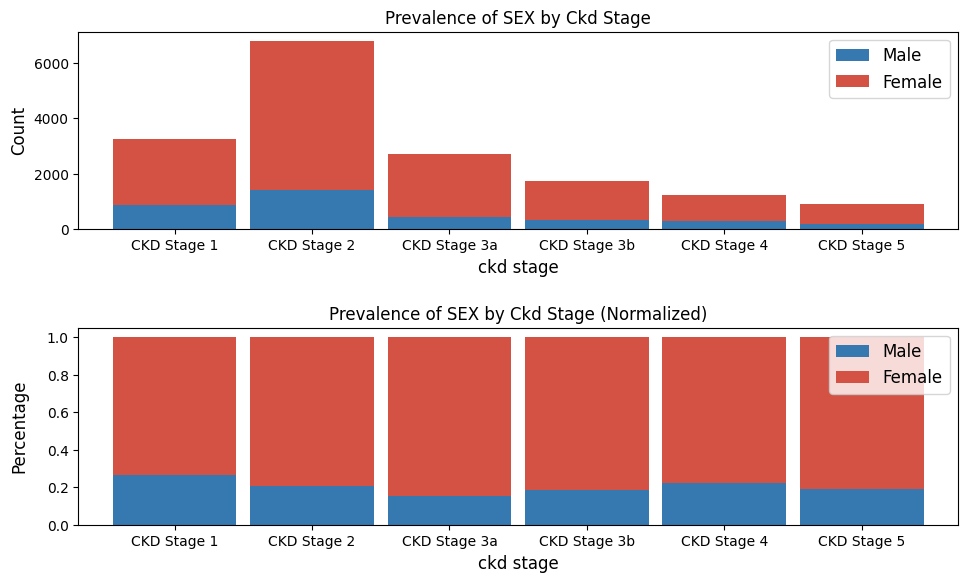 Prevalence of SEX by Ckd Stage
Count
6000
4000
2000
0
Male
Female
CKD Stage 1 CKD Stage 2 CKD Stage 3a CKD Stage 3b CKD Stage 4 CKD Stage 5
ckd stage
Prevalence of SEX by Ckd Stage (Normalized)
Percentage
1.0
0.8
0.6
0.4
0.2
0.0
Male
Female
CKD Stage 1 CKD Stage 2 CKD Stage 3a CKD Stage 3b CKD Stage 4 CKD Stage 5
ckd stage